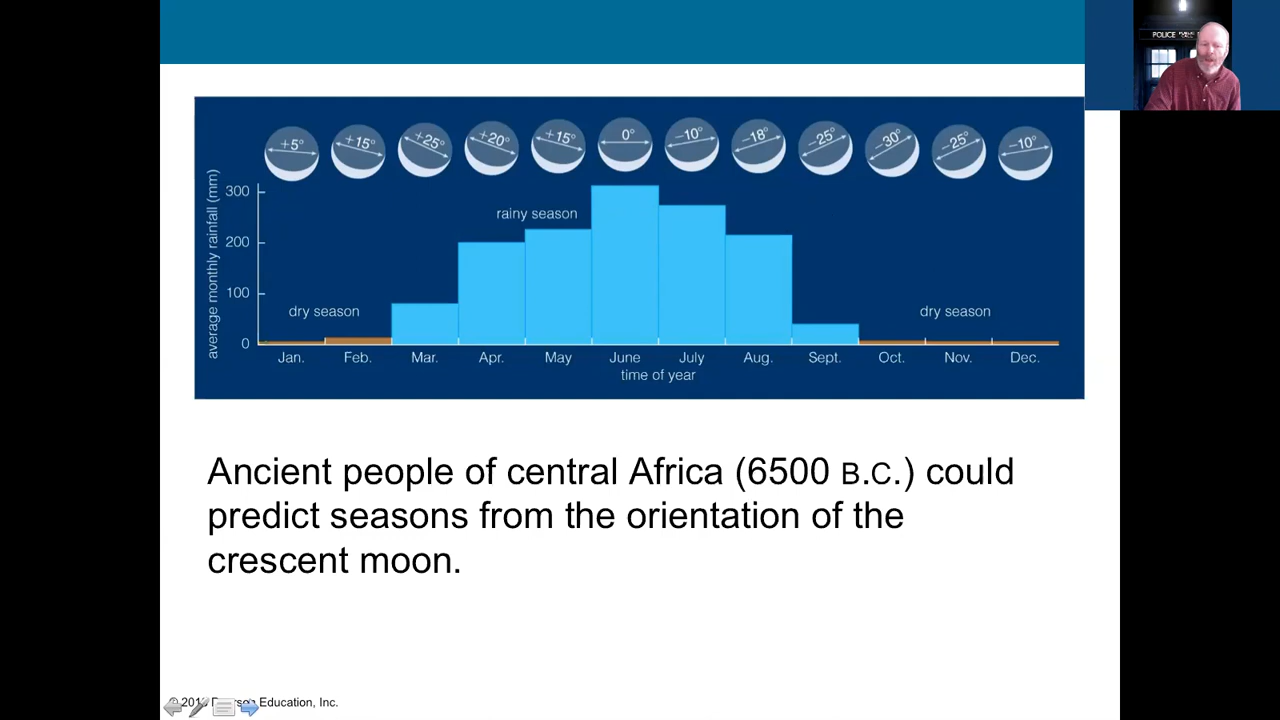 POLICE
+5° +15° +25° +20° +15° 0° −10° −18° −25° −30° −25° −10°
average monthly rainfall (mm)
300
200
100
0
rainy season
dry season
dry season
Jan. Feb. Mar. Apr. May June July Aug. Sept. Oct. Nov. Dec.
time of year
Ancient people of central Africa (6500 B.C.) could
predict seasons from the orientation of the
crescent moon.
Education, Inc.